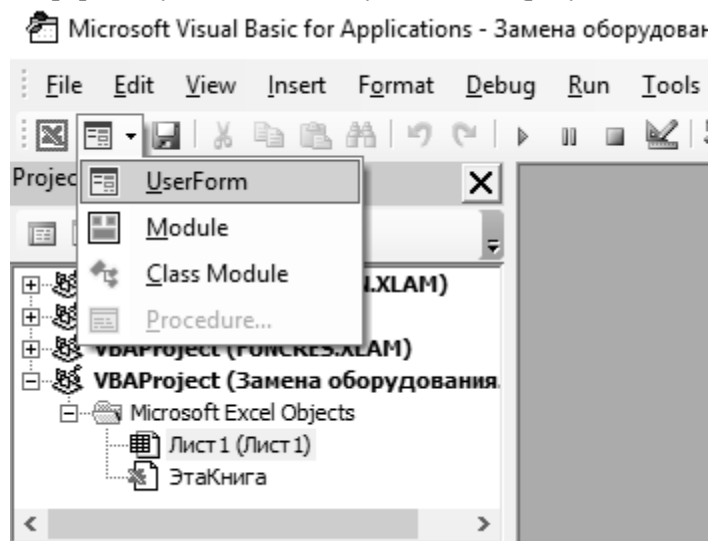 Microsoft Visual Basic for Applications - Замена оборудован
File Edit View Insert Format Debug Run Tools
Projec
UserForm
Module
Class Module
Procedure...
N.XLAM)
VBAProject (FUNCRES.XLAM)
VBAProject (Замена оборудования.
Microsoft Excel Objects
Лист1 (Лист1)
ЭтаКнига